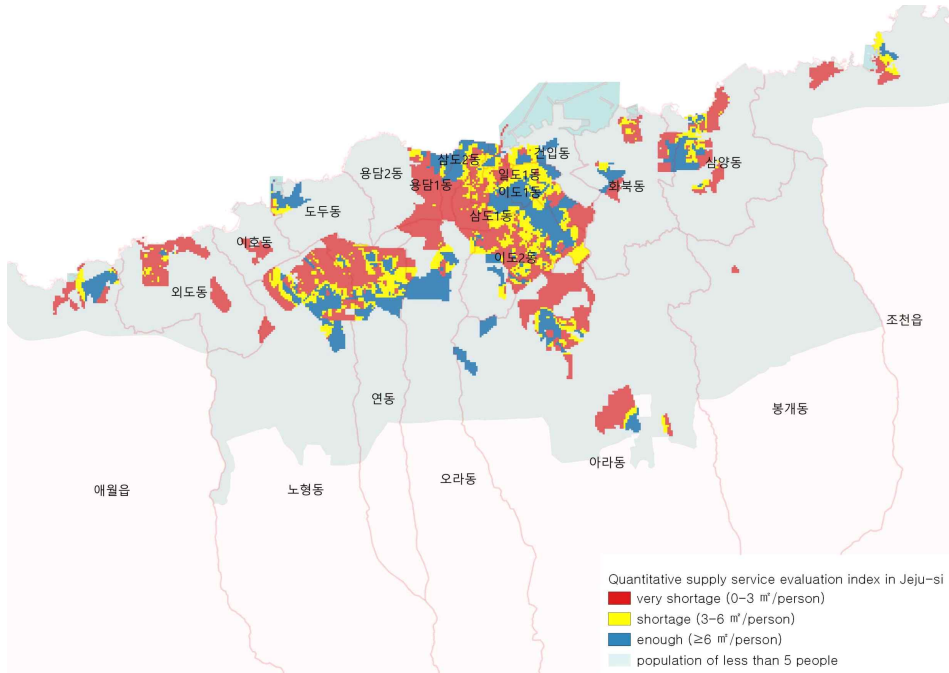 삼양동
건입동
삼도2동
용담2동
일도1동
용담1동
이도1동
화북동
도두동
삼도1동
이호동
이도2동
외도동
조천읍
연동
봉개동
아라동
오라동
애월읍
노형동
Quantitative supply service evaluation index in Jeju-si
very shortage (0-3 ㎡/person)
shortage (3-6 ㎡/person)
enough (≥6 ㎡/person)
population of less than 5 people